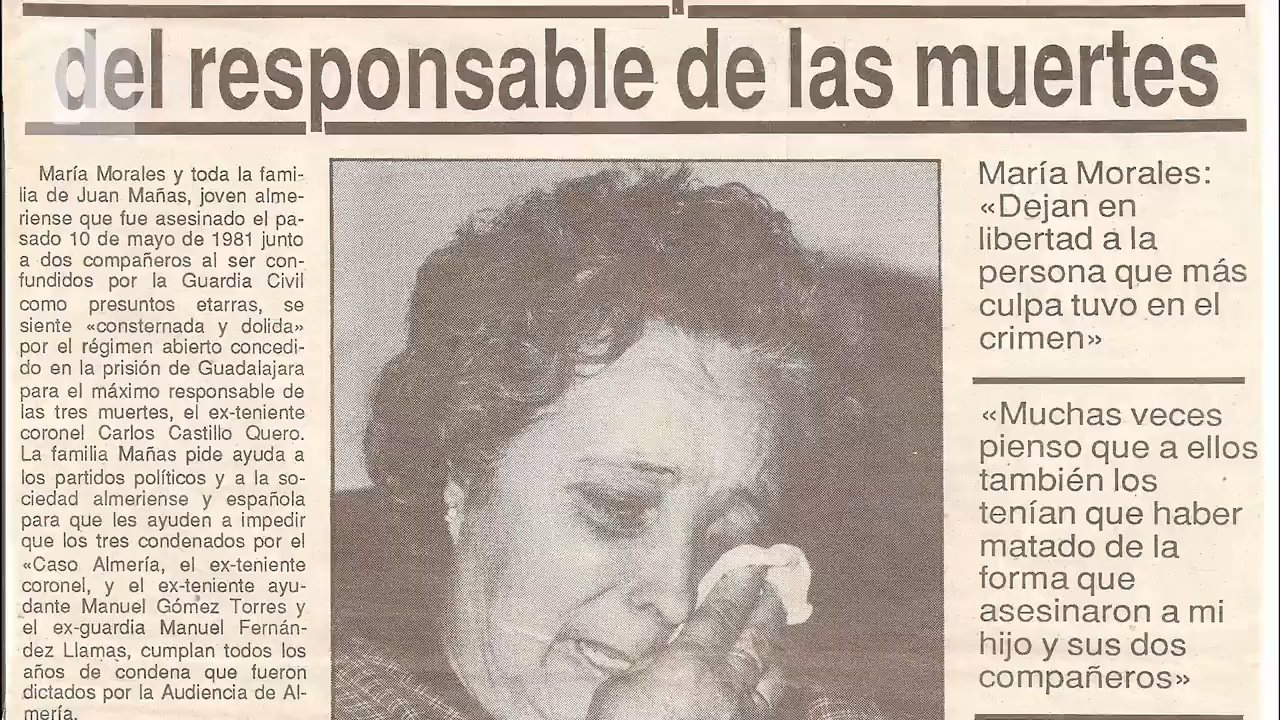 del responsable de las muertes
María Morales y toda la fami-
lia de Juan Mañas, joven alme-
riense que fue asesinado el pa-
sado 10 de mayo de 1981 junto
a dos compañeros al ser con-
fundidos por la Guardia Civil
como presuntos etarras, se
siente «consternada y dolida»
por el régimen abierto concedi-
do en la prisión de Guadalajara
para el máximo responsable de
las tres muertes, el ex-teniente
coronel Carlos Castillo Quero.
La familia Mañas pide ayuda a
los partidos políticos y a la so-
ciedad almeriense y española
para que les ayuden a impedir
que los tres condenados por el
«Caso Almería, el ex-teniente
coronel, y el ex-teniente ayu-
dante Manuel Gómez Torres y
el ex-guardia Manuel Fernán-
dez Llamas, cumplan todos los
años de condena que fueron
dictados por la Audiencia de Al-
mería.
María Morales:
«Dejan en
libertad a la
persona que más
culpa tuvo en el
crimen»
«Muchas veces
pienso que a ellos
también los
tenían que haber
matado de la
forma que
asesinaron a mi
hijo y sus dos
compañeros»